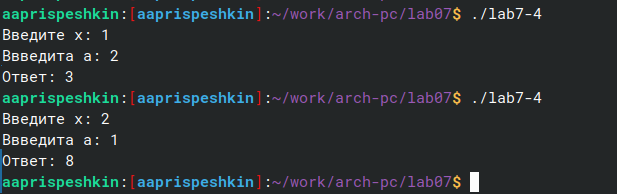 aaprispeshkin:[aaprispeshkin]:~/work/arch-pc/lab07$ ./lab7-4
Введите x: 1
Ввведита a: 2
Ответ: 3
aaprispeshkin:[aaprispeshkin]:~/work/arch-pc/lab07$ ./lab7-4
Введите x: 2
Ввведита a: 1
Ответ: 8
aaprispeshkin:[aaprispeshkin]:~/work/arch-pc/lab07$